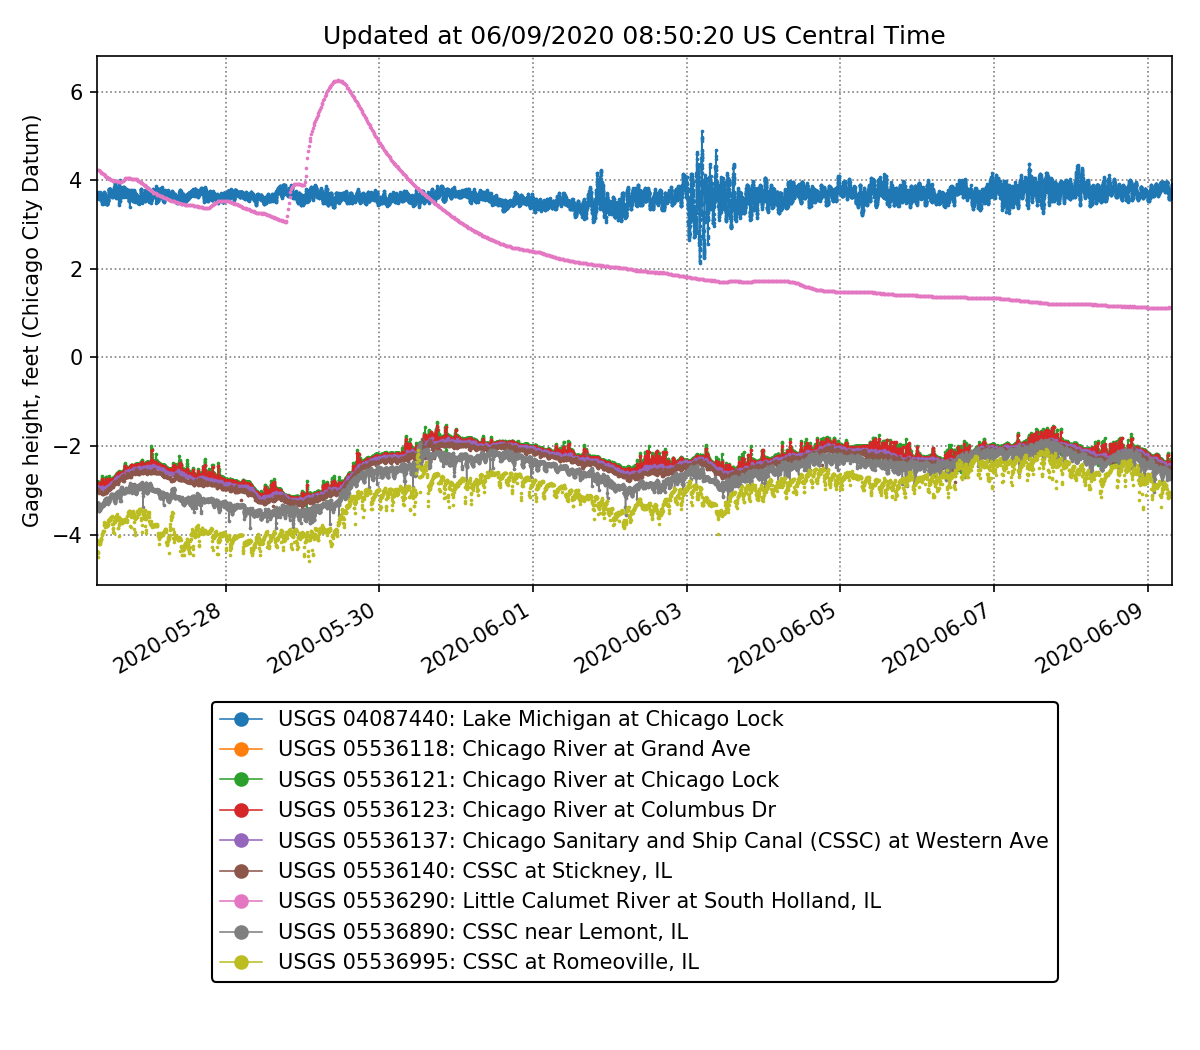 Updated at 06/09/2020 08:50:20 US Central Time
Gage height, feet (Chicago City Datum)
6
4
2
0
−2
−4
2020-05-28
2020-05-30
2020-06-01
2020-06-03
2020-06-05
2020-06-07
2020-06-09
USGS 04087440: Lake Michigan at Chicago Lock
USGS 05536118: Chicago River at Grand Ave
USGS 05536121: Chicago River at Chicago Lock
USGS 05536123: Chicago River at Columbus Dr
USGS 05536137: Chicago Sanitary and Ship Canal (CSSC) at Western Ave
USGS 05536140: CSSC at Stickney, IL
USGS 05536290: Little Calumet River at South Holland, IL
USGS 05536890: CSSC near Lemont, IL
USGS 05536995: CSSC at Romeoville, IL